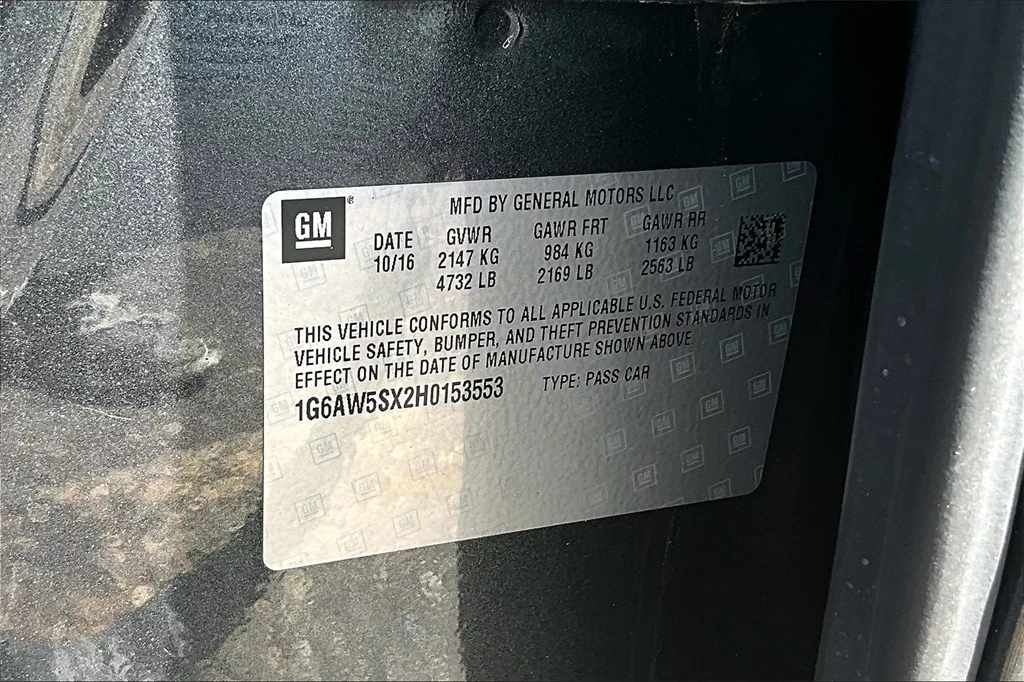 GM ®
MFD BY GENERAL MOTORS LLC
DATE GVWR GAWR FRT GAWR RR
10/16 2147 KG 984 KG 1163 KG
4732 LB 2169 LB 2563 LB
THIS VEHICLE CONFORMS TO ALL APPLICABLE U.S. FEDERAL MOTOR
VEHICLE SAFETY, BUMPER, AND THEFT PREVENTION STANDARDS IN
EFFECT ON THE DATE OF MANUFACTURE SHOWN ABOVE
1G6AW5SX2H0153553 TYPE: PASS CAR